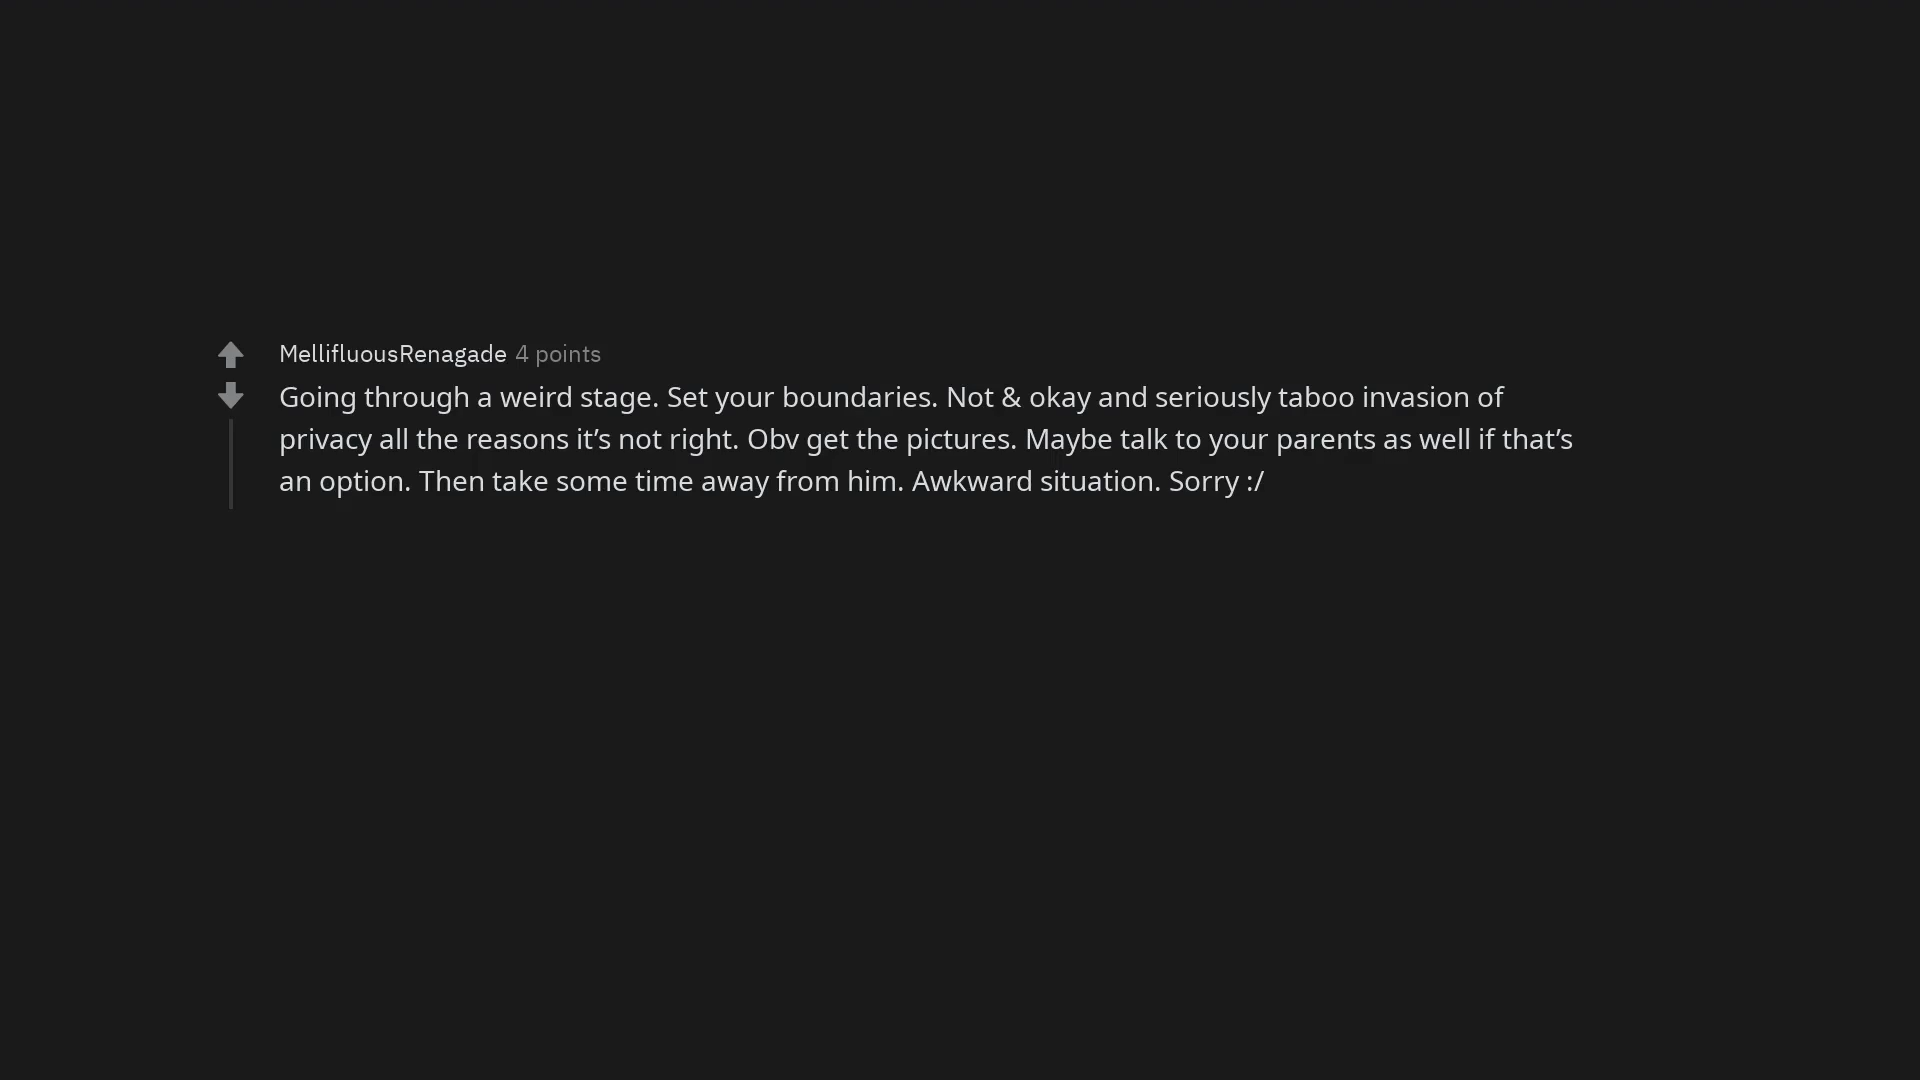 MellifluousRenagade 4 points
Going through a weird stage. Set your boundaries. Not & okay and seriously taboo invasion of
privacy all the reasons it’s not right. Obv get the pictures. Maybe talk to your parents as well if that’s
an option. Then take some time away from him. Awkward situation. Sorry :/